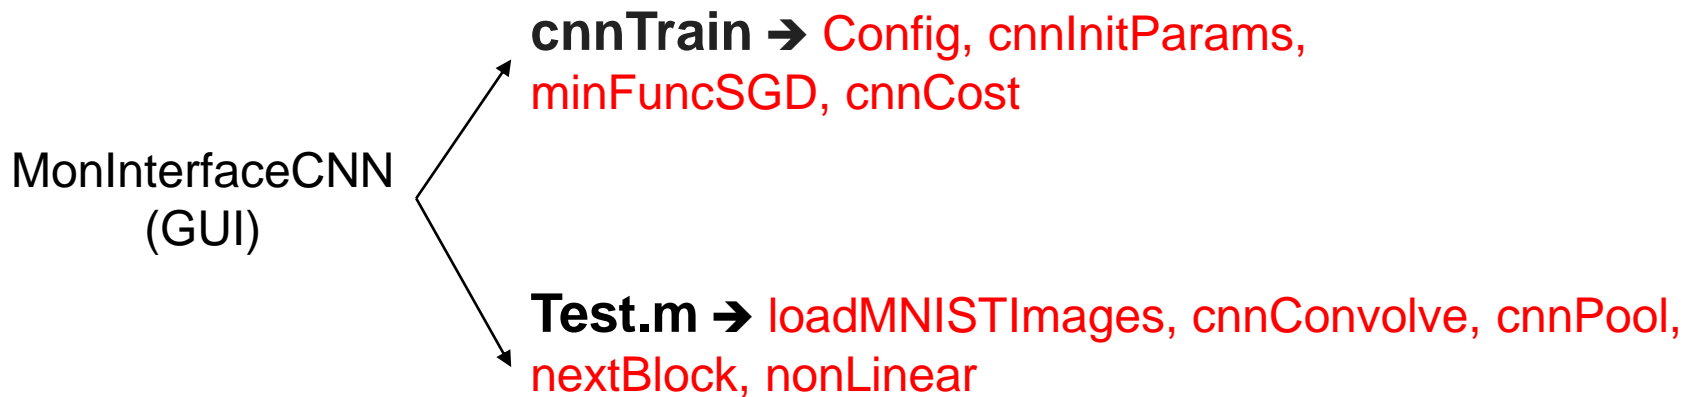 cnnTrain ➔ Config, cnnInitParams,
minFuncSGD, cnnCost
MonInterfaceCNN
(GUI)
Test.m ➔ loadMNISTImages, cnnConvolve, cnnPool,
nextBlock, nonLinear